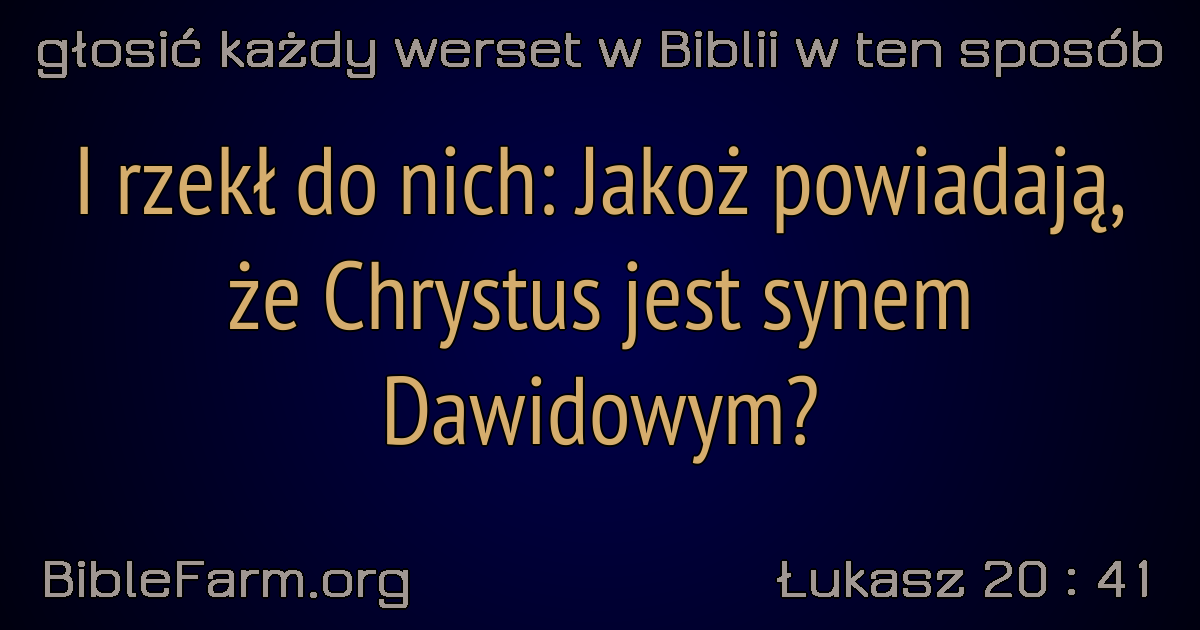 głosić każdy werset w Biblii w ten sposób
I rzekł do nich: Jakoż powiadają,
że Chrystus jest synem
Dawidowym?
BibleFarm.org
Łukasz 20 : 41